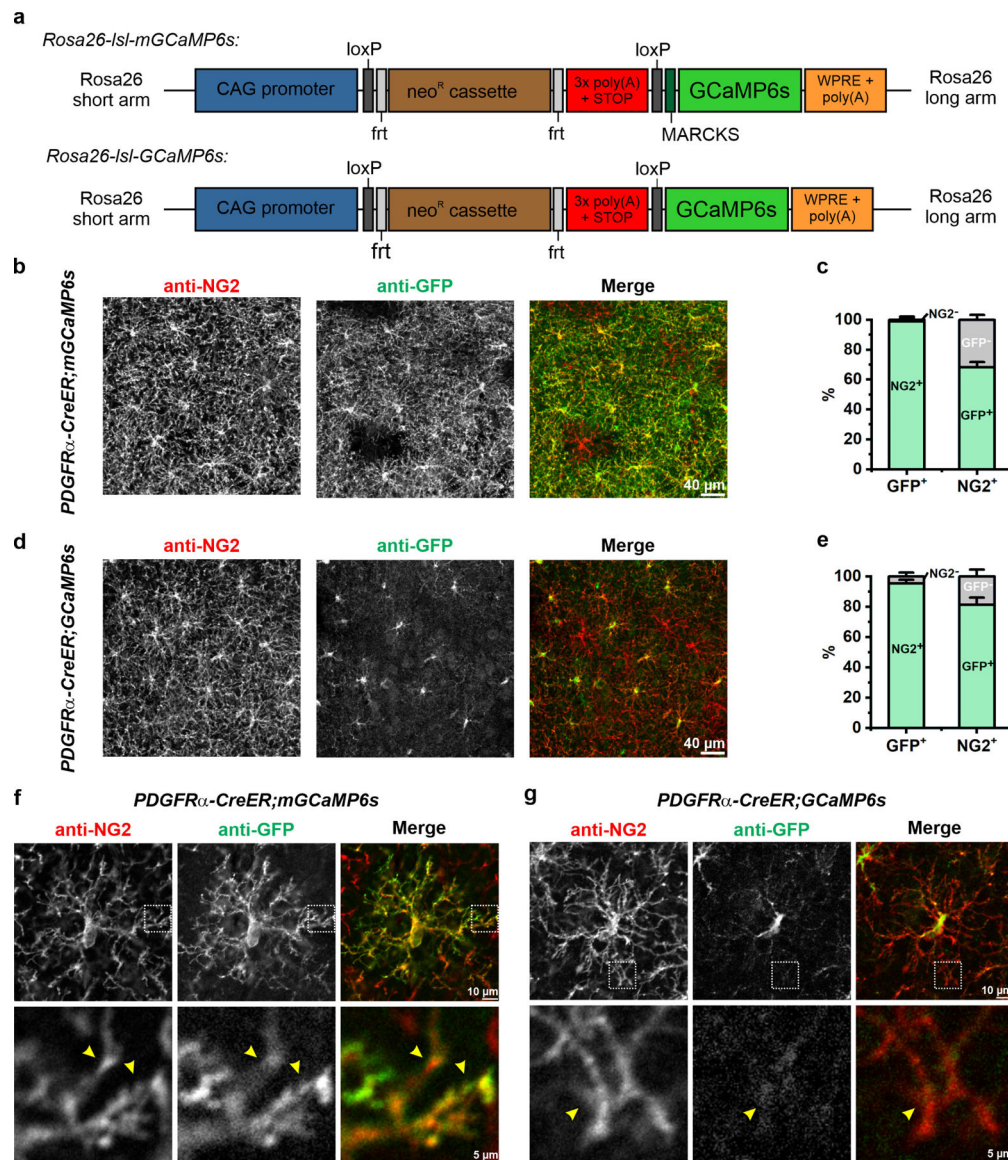 a
Rosa26-lsl-mGCaMP6s:
loxP
loxP
Rosa26
short arm
CAG promoter
neoᴿ cassette
3x poly(A)
+ STOP
GCaMP6s
WPRE +
poly(A)
Rosa26
long arm
frt
frt
MARCKS
Rosa26-lsl-GCaMP6s:
loxP
loxP
Rosa26
short arm
CAG promoter
neoᴿ cassette
3x poly(A)
+ STOP
GCaMP6s
WPRE +
poly(A)
Rosa26
long arm
frt
frt
b
PDGFRα-CreER;mGCaMP6s
anti-NG2
anti-GFP
Merge
40 µm
c
100
80
60
40
20
0
%
NG2⁻
NG2⁺
GFP⁻
GFP⁺
GFP⁺
NG2⁺
d
PDGFRα-CreER;GCaMP6s
anti-NG2
anti-GFP
Merge
40 µm
e
100
80
60
40
20
0
%
NG2⁻
NG2⁺
GFP⁻
GFP⁺
GFP⁺
NG2⁺
f
PDGFRα-CreER;mGCaMP6s
anti-NG2
anti-GFP
Merge
10 µm
5 µm
g
PDGFRα-CreER;GCaMP6s
anti-NG2
anti-GFP
Merge
10 µm
5 µm